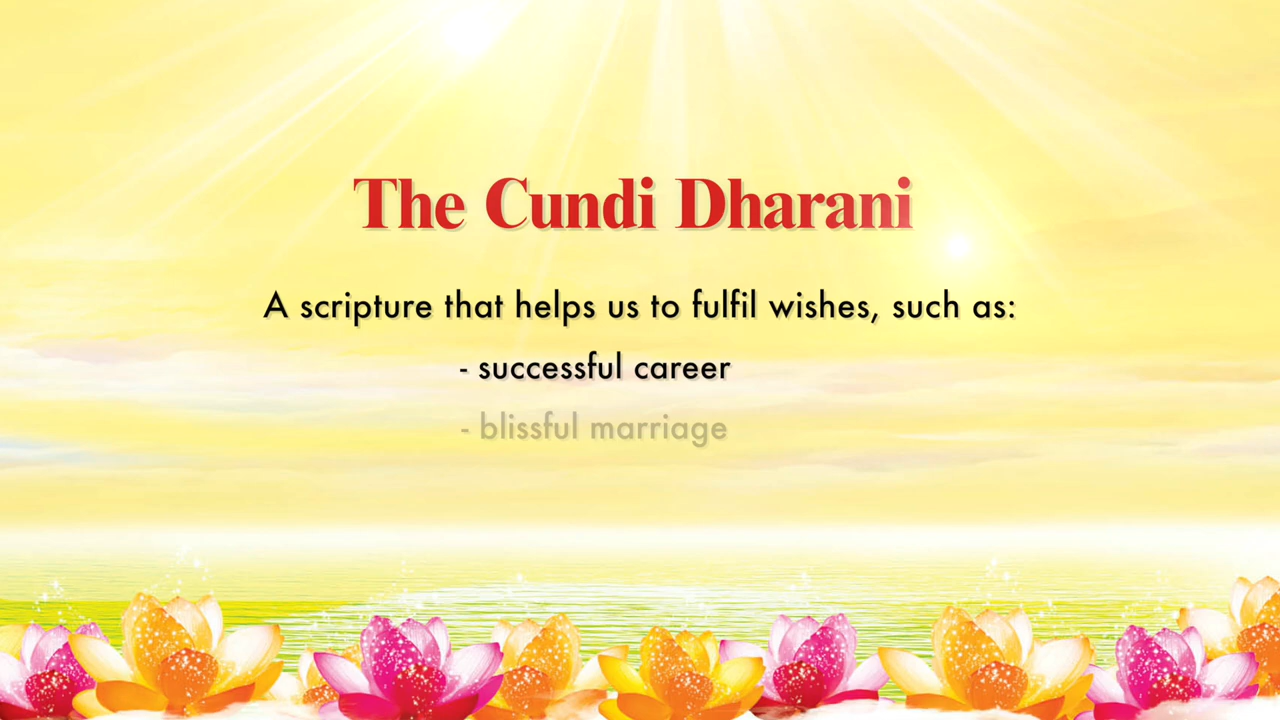 The Cundi Dharani
A scripture that helps us to fulfil wishes, such as:
- successful career
- blissful marriage